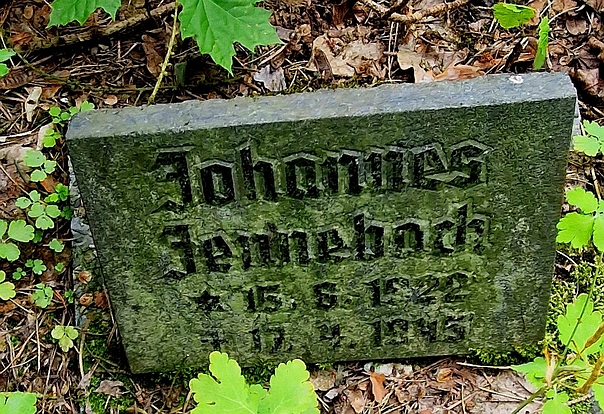 Johannes
Jennebach
* 15. 6. 1922
† 17. 4. 1945